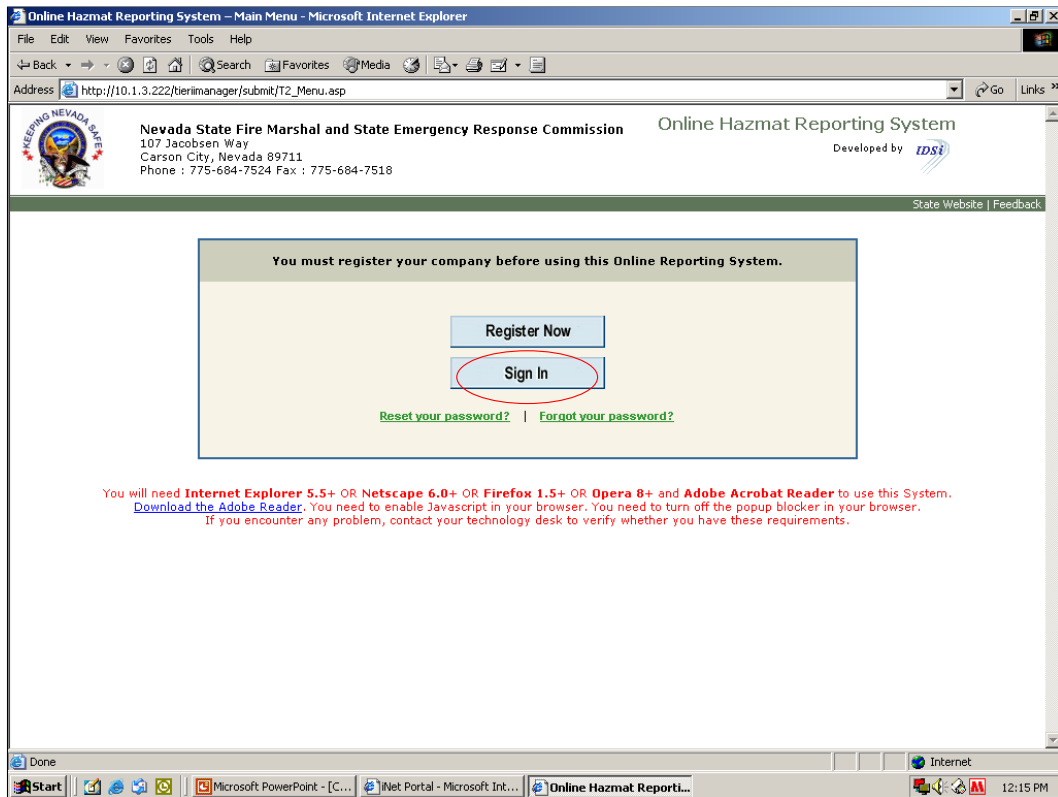 Online Hazmat Reporting System – Main Menu - Microsoft Internet Explorer
File Edit View Favorites Tools Help
Back Search Favorites Media
Address http://10.1.3.222/tieriimanager/submit/T2_Menu.asp Go Links »
KEEPING NEVADA SAFE
Nevada State Fire Marshal and State Emergency Response Commission
107 Jacobsen Way
Carson City, Nevada 89711
Phone : 775-684-7524 Fax : 775-684-7518
Online Hazmat Reporting System
Developed by IDSi
State Website | Feedback
You must register your company before using this Online Reporting System.
Register Now
Sign In
Reset your password? | Forgot your password?
You will need Internet Explorer 5.5+ OR Netscape 6.0+ OR Firefox 1.5+ OR Opera 8+ and Adobe Acrobat Reader to use this System.
Download the Adobe Reader. You need to enable Javascript in your browser. You need to turn off the popup blocker in your browser.
If you encounter any problem, contact your technology desk to verify whether you have these requirements.
Done Internet
Start Microsoft PowerPoint - [C... iNet Portal - Microsoft Int... Online Hazmat Reporti... 12:15 PM